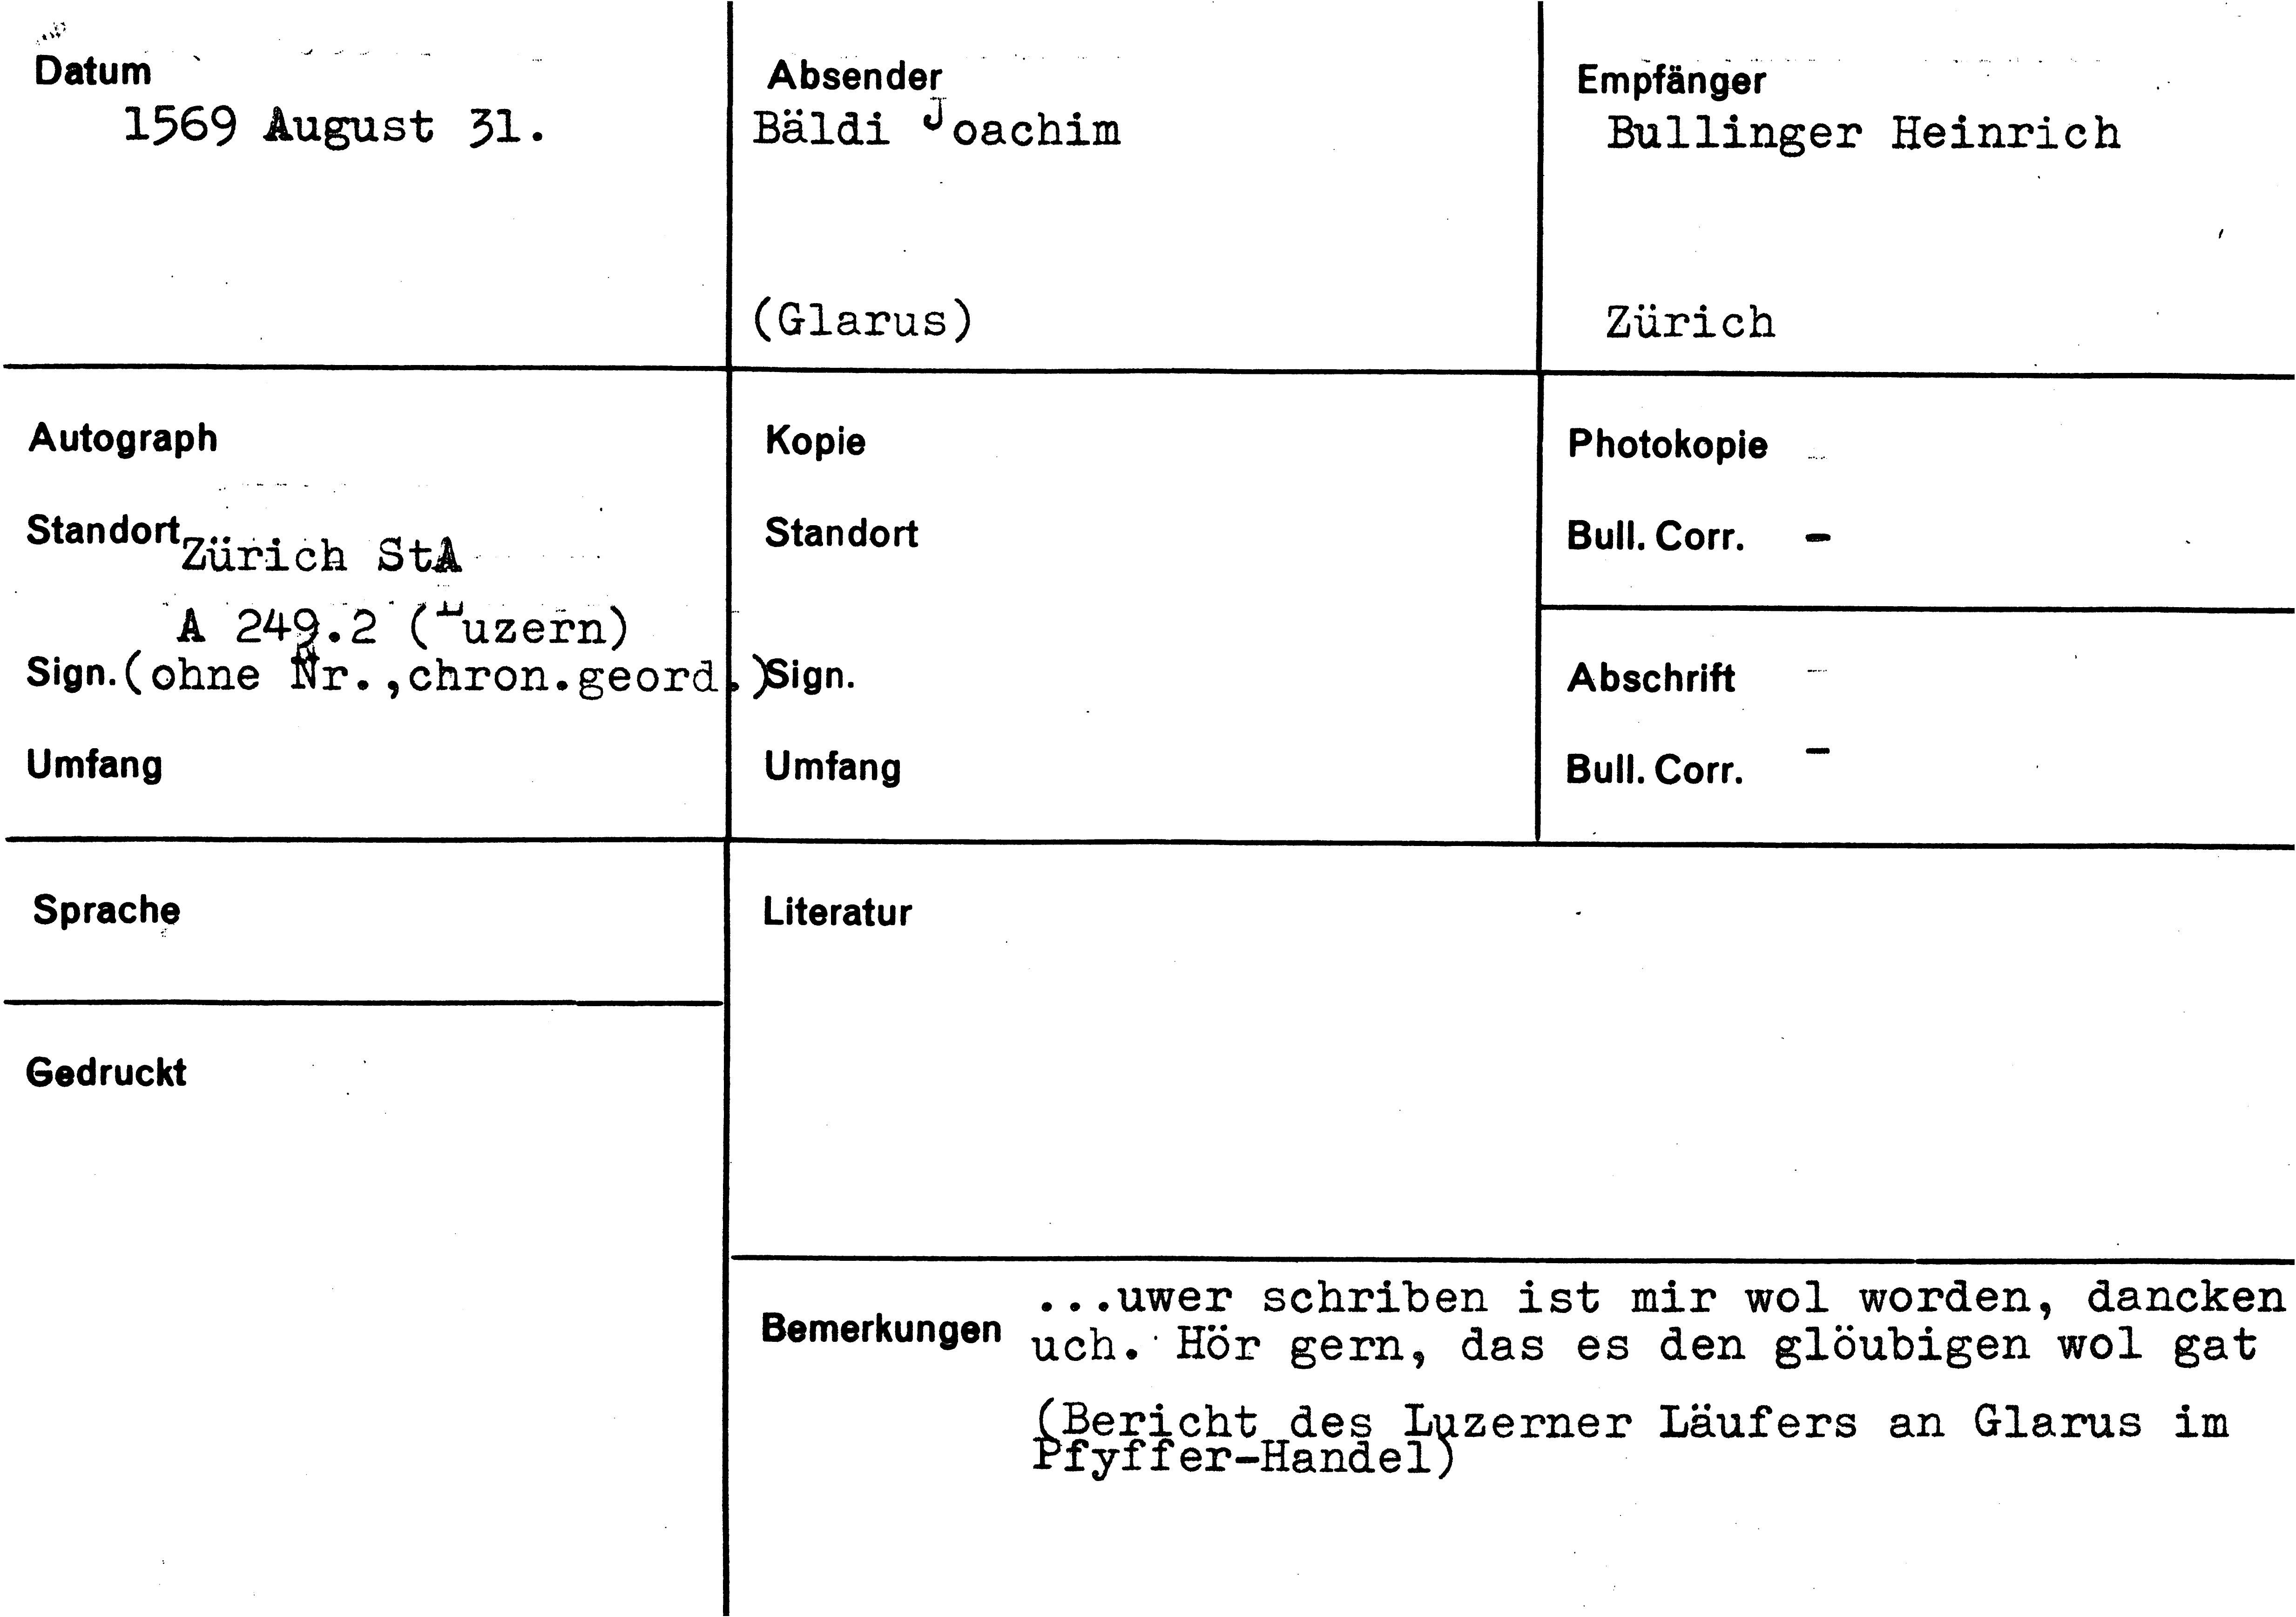 Datum
1569 August 31.
Absender
Bäldi Joachim
(Glarus)
Empfänger
Bullinger Heinrich
Zürich
Autograph
Standort Zürich StA
A 249.2 (Luzern)
Sign. (ohne Nr.,chron.geord.)
Umfang
Kopie
Standort
Sign.
Umfang
Photokopie -
Bull. Corr. -
Abschrift -
Bull. Corr. -
Sprache
Gedruckt
Literatur
Bemerkungen
...uwer schriben ist mir wol worden, dancken
uch. Hör gern, das es den glöubigen wol gat
(Bericht des Luzerner Läufers an Glarus im
Pfyffer-Handel)